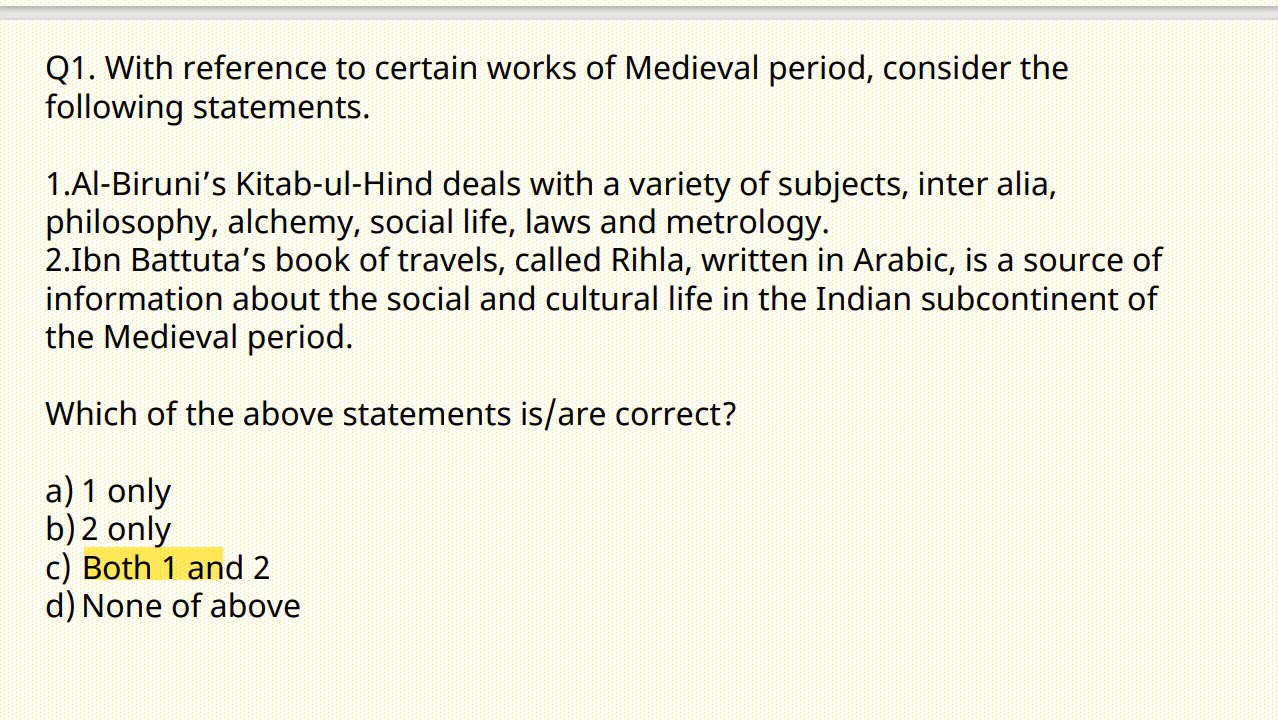 Q1. With reference to certain works of Medieval period, consider the
following statements.
1.Al-Biruni’s Kitab-ul-Hind deals with a variety of subjects, inter alia,
philosophy, alchemy, social life, laws and metrology.
2.Ibn Battuta’s book of travels, called Rihla, written in Arabic, is a source of
information about the social and cultural life in the Indian subcontinent of
the Medieval period.
Which of the above statements is/are correct?
a) 1 only
b) 2 only
c) Both 1 and 2
d) None of above